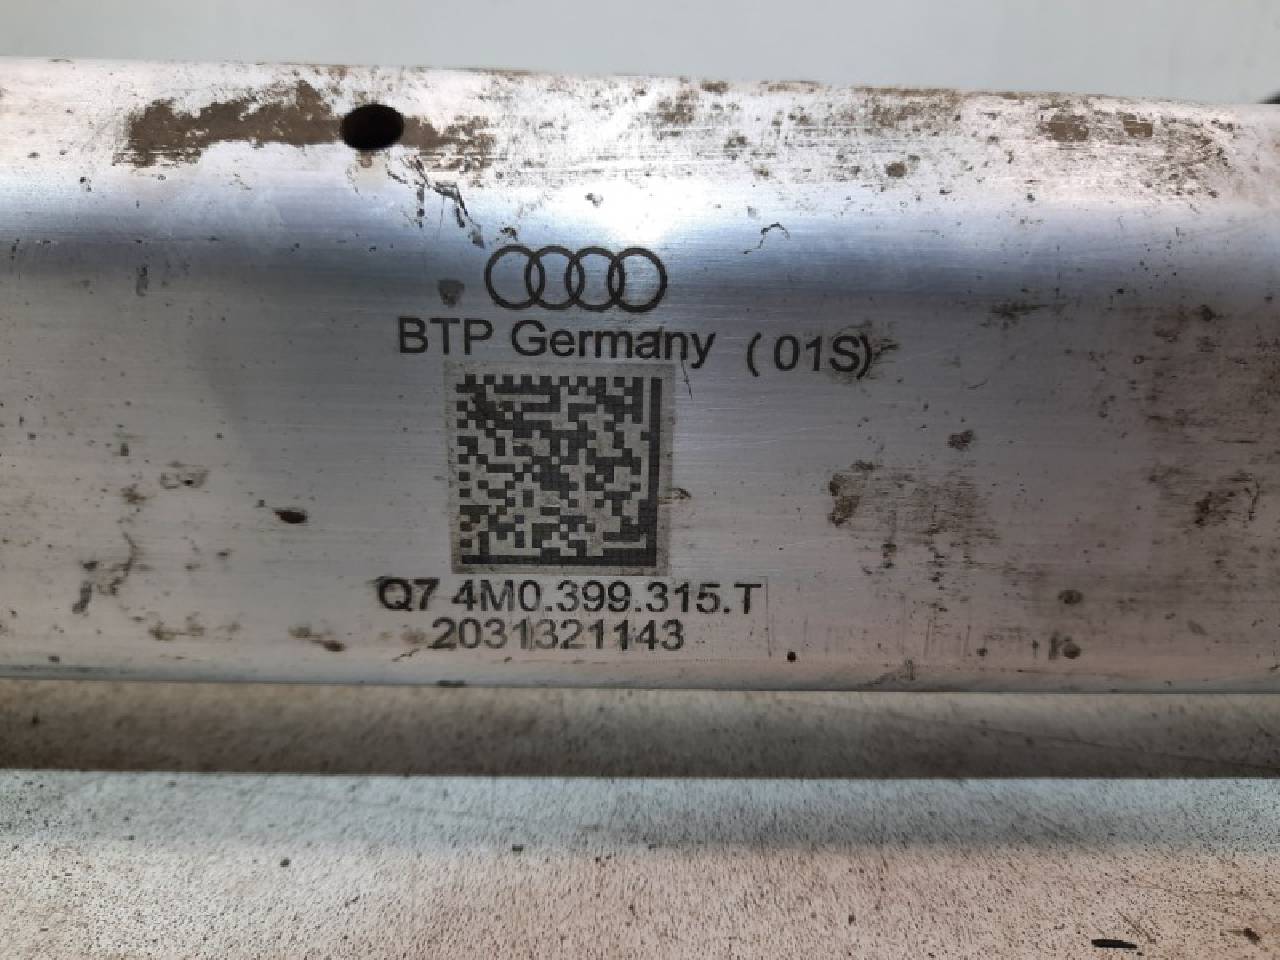 BTP Germany (01S)
Q7 4M0.399.315.T
2031321143